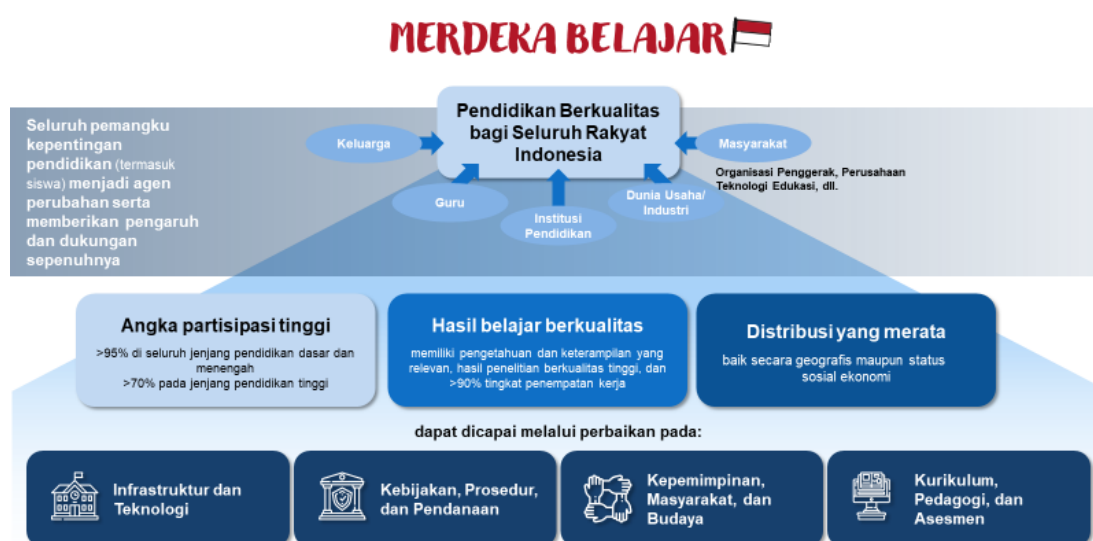 MERDEKA BELAJAR
Pendidikan Berkualitas
bagi Seluruh Rakyat
Indonesia
Seluruh pemangku
kepentingan
pendidikan (termasuk
siswa) menjadi agen
perubahan serta
memberikan pengaruh
dan dukungan
sepenuhnya
Keluarga
Guru
Institusi
Pendidikan
Dunia Usaha/
Industri
Masyarakat
Organisasi Penggerak, Perusahaan
Teknologi Edukasi, dll.
Angka partisipasi tinggi
>95% di seluruh jenjang pendidikan dasar dan
menengah
>70% pada jenjang pendidikan tinggi
Hasil belajar berkualitas
memiliki pengetahuan dan keterampilan yang
relevan, hasil penelitian berkualitas tinggi, dan
>90% tingkat penempatan kerja
Distribusi yang merata
baik secara geografis maupun status
sosial ekonomi
dapat dicapai melalui perbaikan pada:
Infrastruktur dan
Teknologi
Kebijakan, Prosedur,
dan Pendanaan
Kepemimpinan,
Masyarakat, dan
Budaya
Kurikulum,
Pedagogi, dan
Asesmen